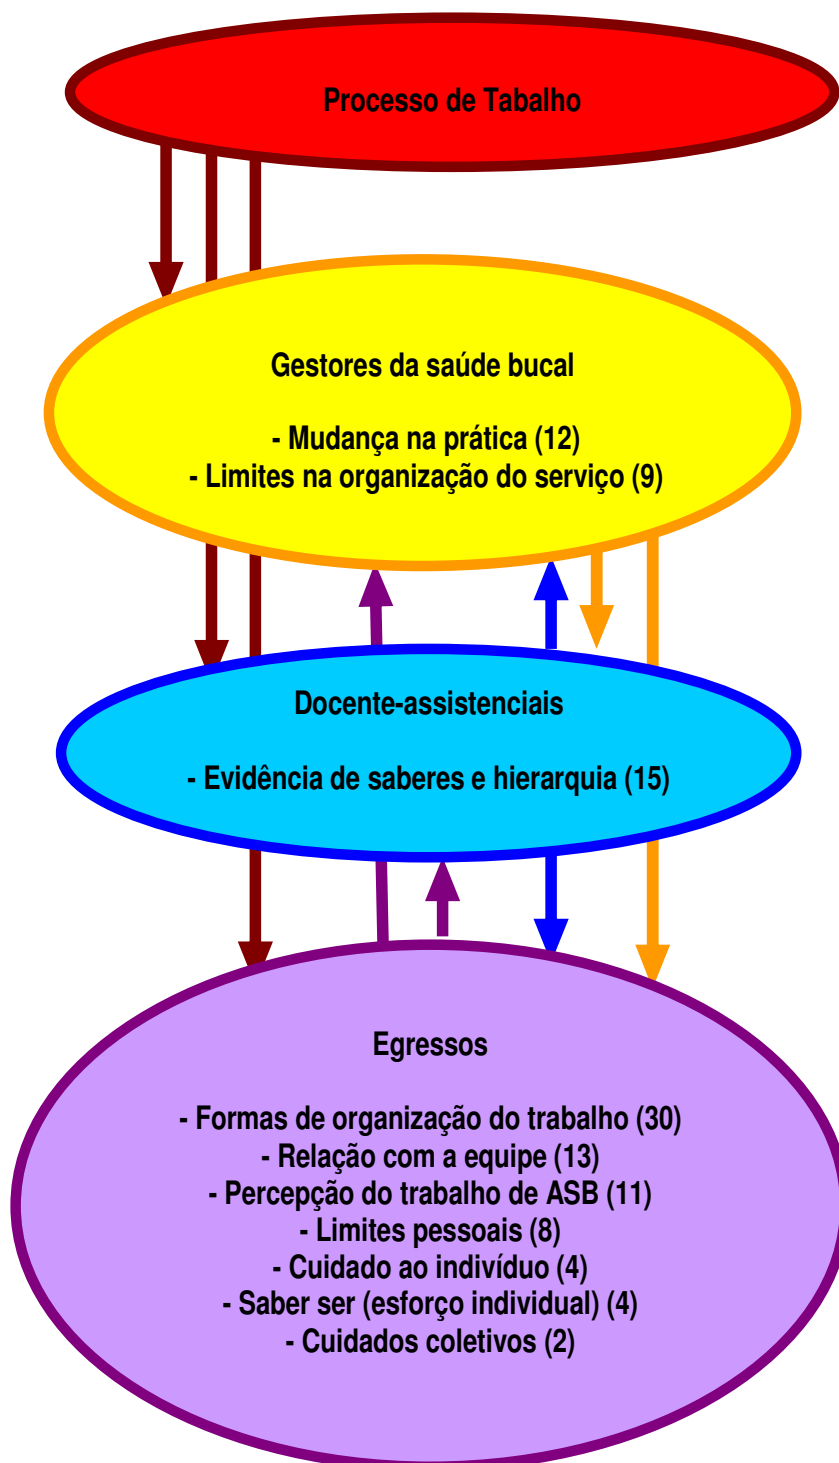 Processo de Tabalho
Gestores da saúde bucal
- Mudança na prática (12)
- Limites na organização do serviço (9)
Docente-assistenciais
- Evidência de saberes e hierarquia (15)
Egressos
- Formas de organização do trabalho (30)
- Relação com a equipe (13)
- Percepção do trabalho de ASB (11)
- Limites pessoais (8)
- Cuidado ao indivíduo (4)
- Saber ser (esforço individual) (4)
- Cuidados coletivos (2)